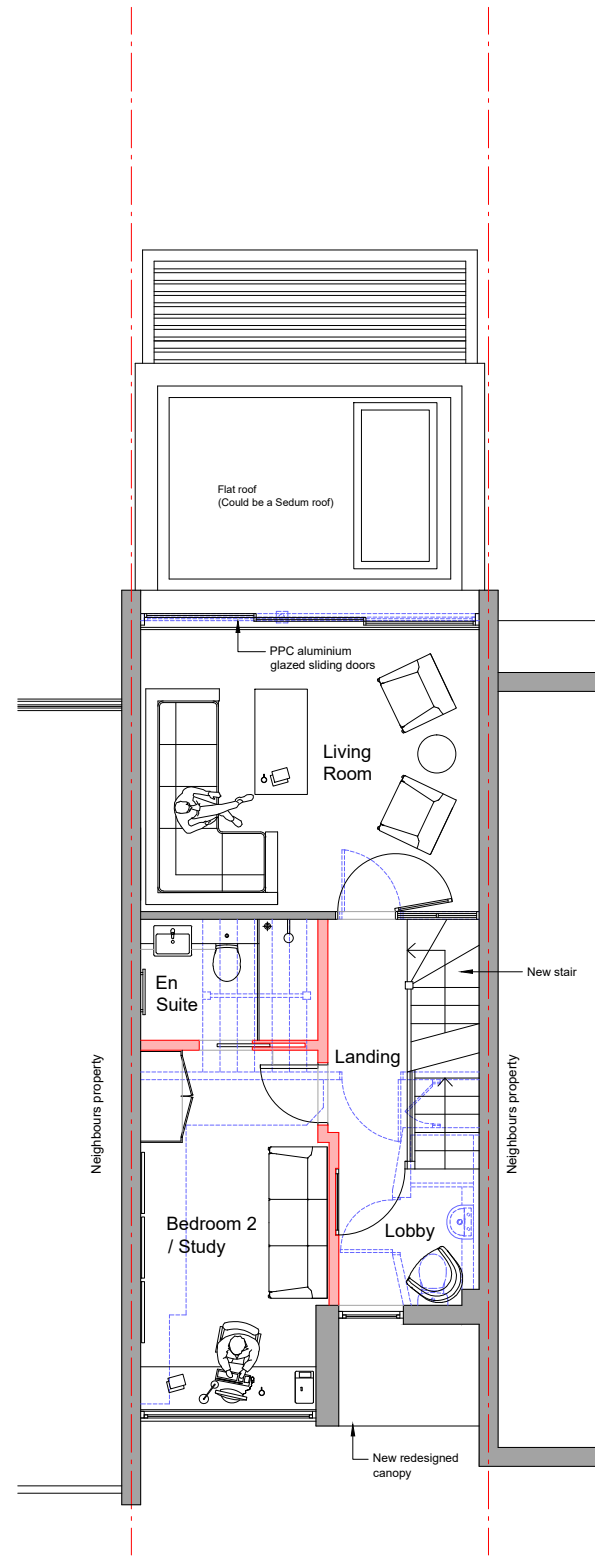 Flat roof
(Could be a Sedum roof)
PPC aluminium
glazed sliding doors
Living
Room
En
Suite
New stair
Landing
Neighbours property
Neighbours property
Bedroom 2
/ Study
Lobby
New redesigned
canopy